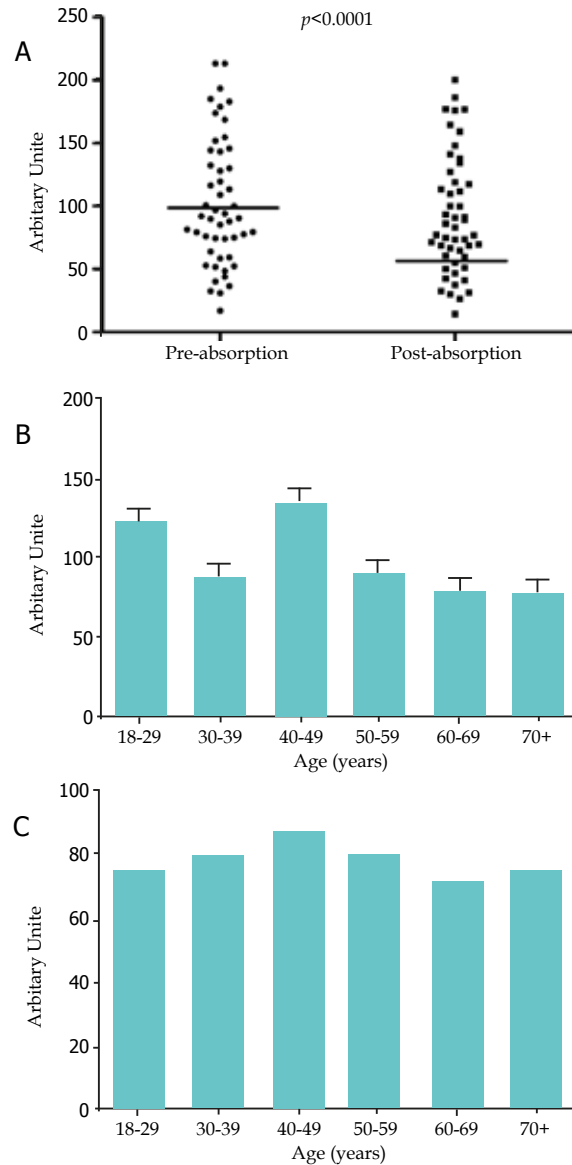 A
p<0.0001
Arbitary Unite
250
200
150
100
50
0
Pre-absorption
Post-absorption
B
Arbitary Unite
200
150
100
50
0
18-29
30-39
40-49
50-59
60-69
70+
Age (years)
C
Arbitary Unite
100
80
60
40
20
0
18-29
30-39
40-49
50-59
60-69
70+
Age (years)